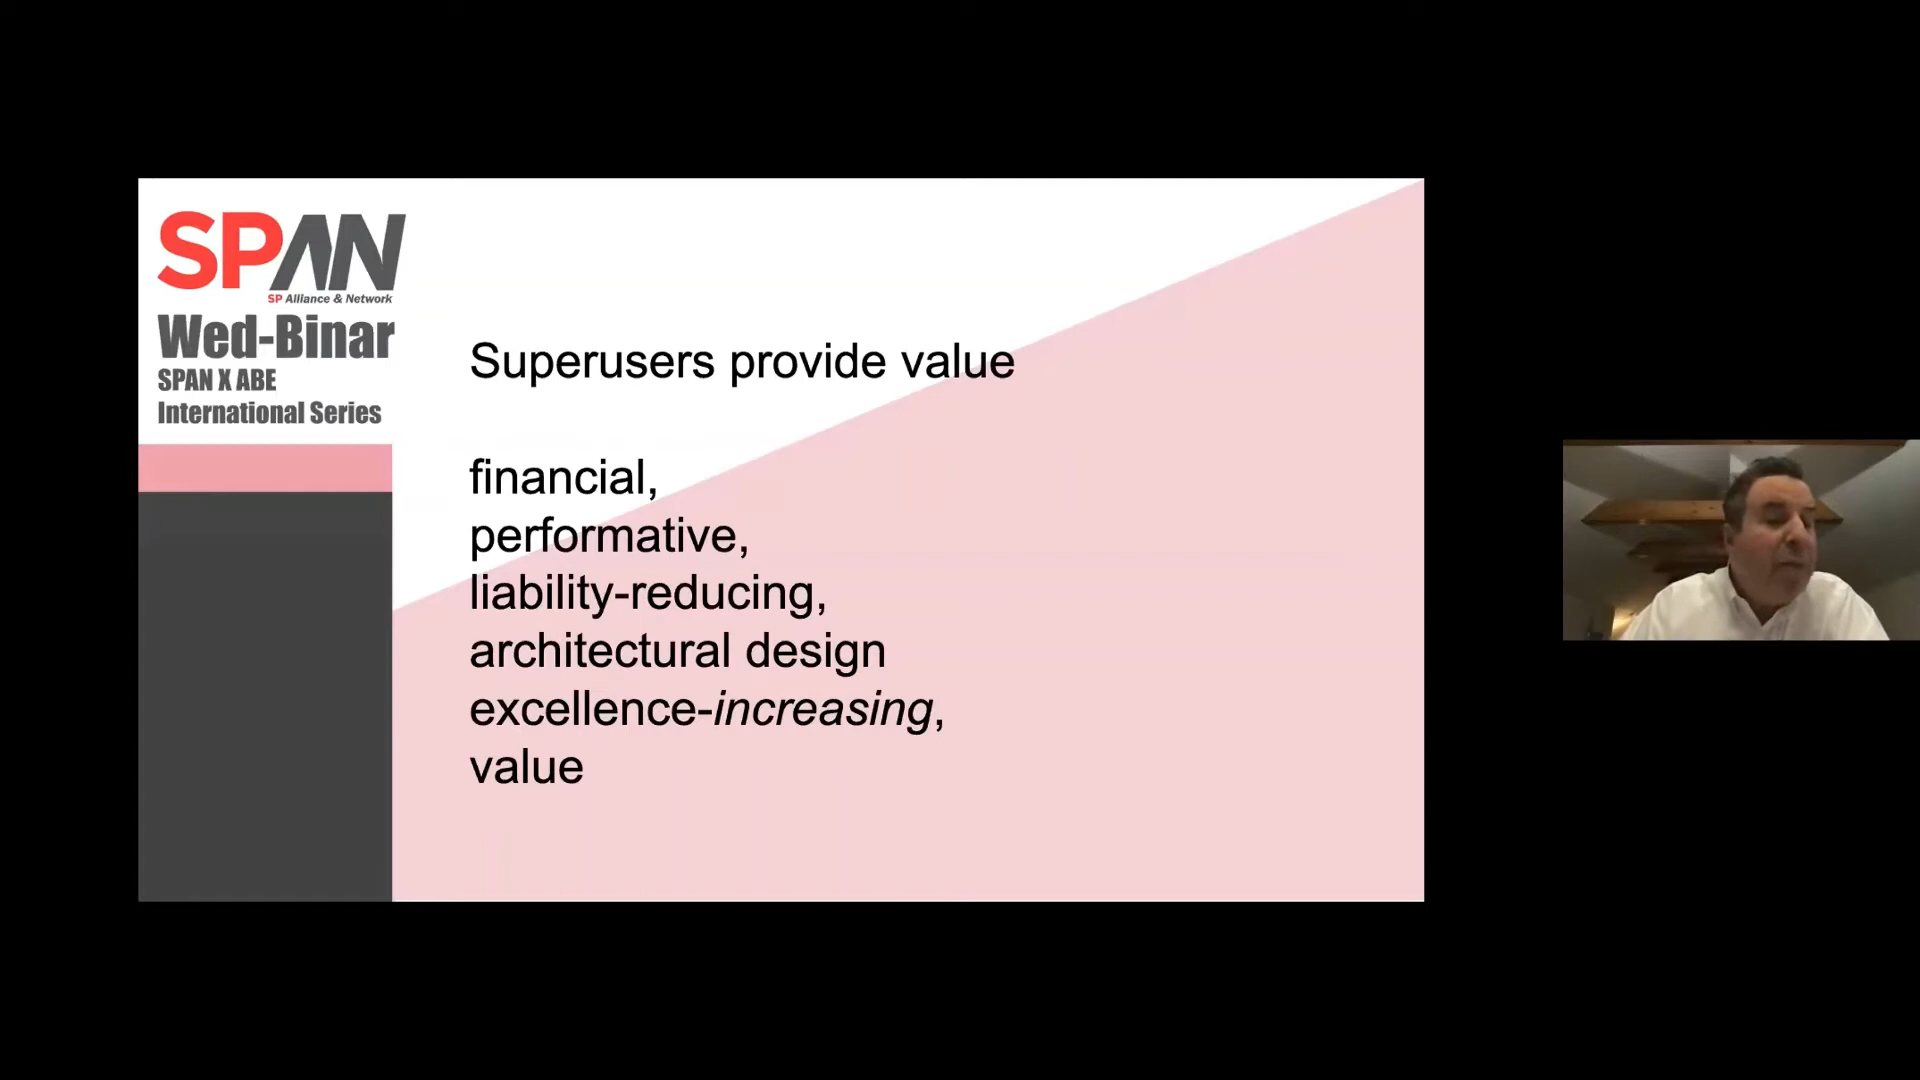 SPAN
SP Alliance & Network
Wed-Binar
SPAN X ABE
International Series
Superusers provide value
financial,
performative,
liability-reducing,
architectural design
excellence-increasing,
value